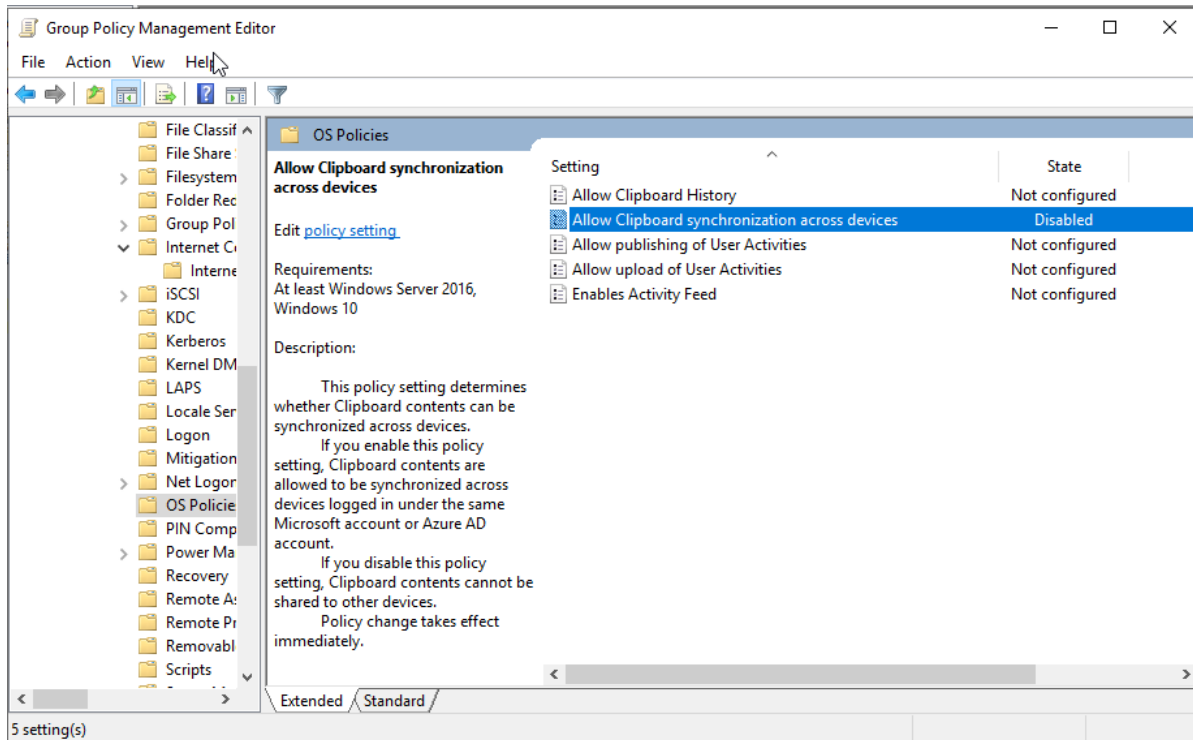 Group Policy Management Editor
File Action View Help
File Classif
File Share
Filesystem
Folder Red
Group Pol
Internet C
Interne
iSCSI
KDC
Kerberos
Kernel DM
LAPS
Locale Ser
Logon
Mitigation
Net Logor
OS Policie
PIN Comp
Power Ma
Recovery
Remote As
Remote Pr
Removabl
Scripts
OS Policies
Allow Clipboard synchronization
across devices
Edit policy setting
Requirements:
At least Windows Server 2016,
Windows 10
Description:
This policy setting determines
whether Clipboard contents can be
synchronized across devices.
If you enable this policy
setting, Clipboard contents are
allowed to be synchronized across
devices logged in under the same
Microsoft account or Azure AD
account.
If you disable this policy
setting, Clipboard contents cannot be
shared to other devices.
Policy change takes effect
immediately.
Setting State
Allow Clipboard History Not configured
Allow Clipboard synchronization across devices Disabled
Allow publishing of User Activities Not configured
Allow upload of User Activities Not configured
Enables Activity Feed Not configured
Extended Standard
5 setting(s)